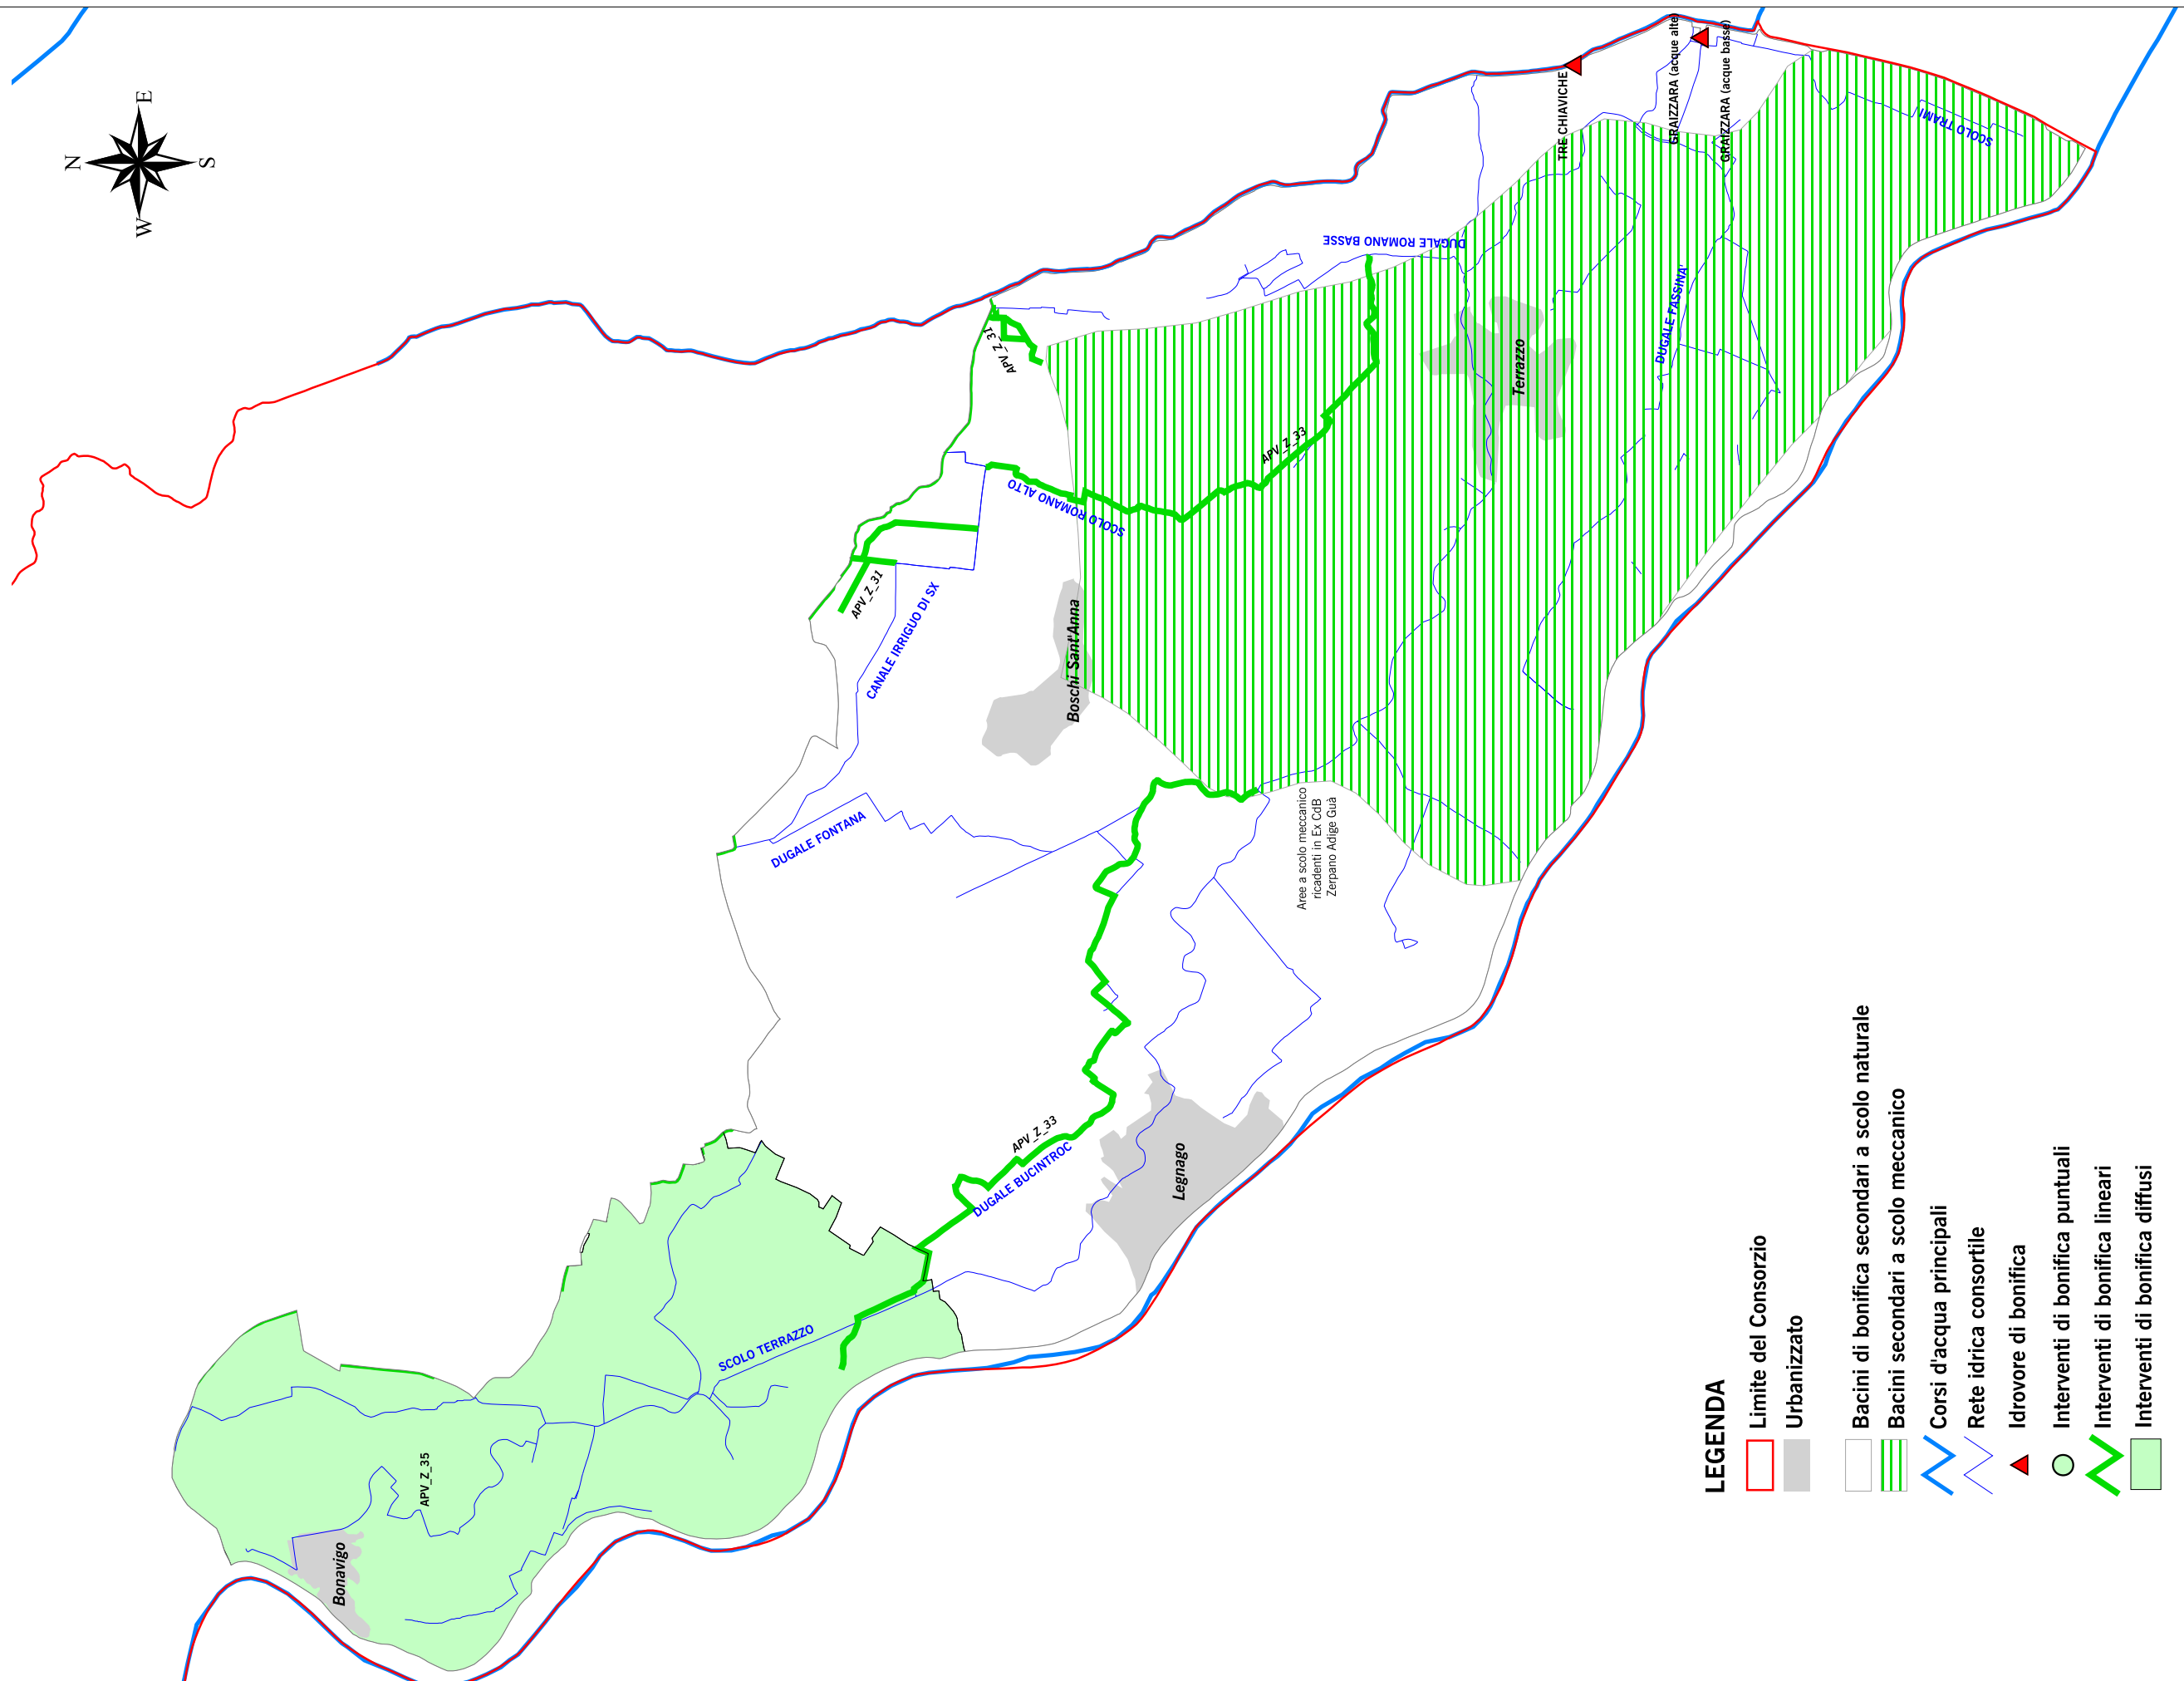 N
E
S
W
TRE CHIAVICHE
GRAIZZARA (acque alte)
GRAIZZARA (acque basse)
SCOLO TRAMI
DUGALE ROMANO BASSE
DUGALE FASSINA'
Terrazzo
APV_Z_31
APV_Z_33
SCOLO ROMANO ALTO
APV_Z_31
CANALE IRRIGUO DI SX
Boschi Sant'Anna
DUGALE FONTANA
Aree a scolo meccanico
ricadenti in Ex CdB
Zerpano Adige Guà
APV_Z_33
DUGALE BUCINTROC
Legnago
SCOLO TERRAZZO
APV_Z_35
Bonavigo
LEGENDA
Limite del Consorzio
Urbanizzato
Bacini di bonifica secondari a scolo naturale
Bacini secondari a scolo meccanico
Corsi d'acqua principali
Rete idrica consortile
Idrovore di bonifica
Interventi di bonifica puntuali
Interventi di bonifica lineari
Interventi di bonifica diffusi